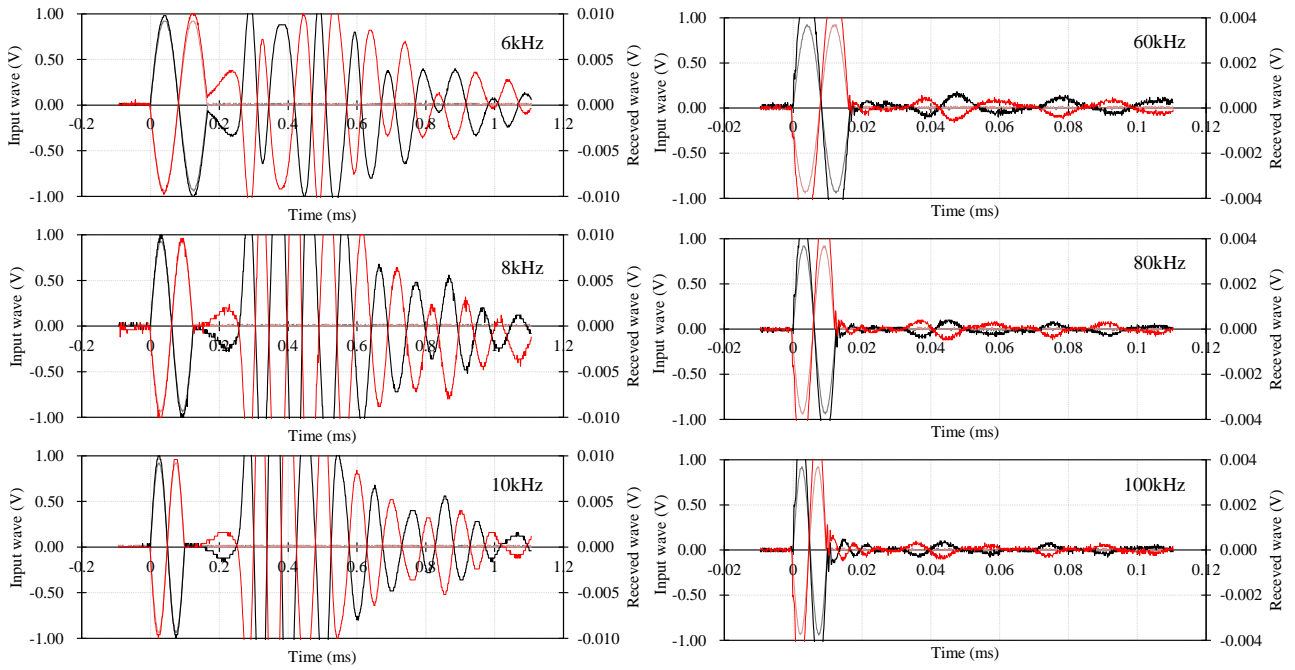 Input wave (V)
1.00 0.010
6kHz
0.50 0.005
0.00 0.000
-0.2 0 0.2 0.4 0.6 0.8 1 1.2
-0.50 -0.005
-1.00 -0.010
Receved wave (V)
Time (ms)
Input wave (V)
1.00 0.004
60kHz
0.50 0.002
0.00 0.000
-0.02 0 0.02 0.04 0.06 0.08 0.1 0.12
-0.50 -0.002
-1.00 -0.004
Receved wave (V)
Time (ms)
Input wave (V)
1.00 0.010
8kHz
0.50 0.005
0.00 0.000
-0.2 0 0.2 0.4 0.6 0.8 1 1.2
-0.50 -0.005
-1.00 -0.010
Receved wave (V)
Time (ms)
Input wave (V)
1.00 0.004
80kHz
0.50 0.002
0.00 0.000
-0.02 0 0.02 0.04 0.06 0.08 0.1 0.12
-0.50 -0.002
-1.00 -0.004
Receved wave (V)
Time (ms)
Input wave (V)
1.00 0.010
10kHz
0.50 0.005
0.00 0.000
-0.2 0 0.2 0.4 0.6 0.8 1 1.2
-0.50 -0.005
-1.00 -0.010
Receved wave (V)
Time (ms)
Input wave (V)
1.00 0.004
100kHz
0.50 0.002
0.00 0.000
-0.02 0 0.02 0.04 0.06 0.08 0.1 0.12
-0.50 -0.002
-1.00 -0.004
Receved wave (V)
Time (ms)